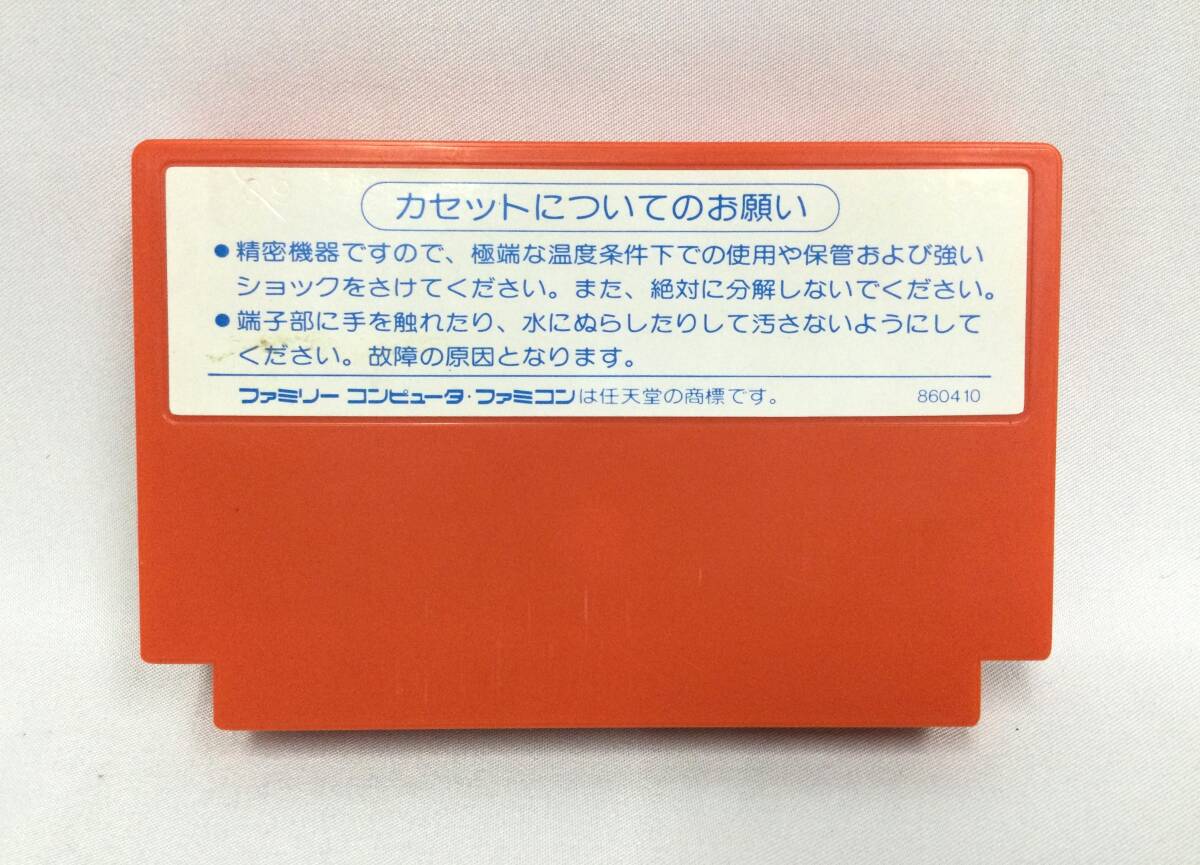 カセットについてのお願い
●精密機器ですので、極端な温度条件下での使用や保管および強い
ショックをさけてください。また、絶対に分解しないでください。
●端子部に手を触れたり、水にぬらしたりして汚さないようにして
ください。故障の原因となります。
ファミリー コンピュータ・ファミコンは任天堂の商標です。 860410